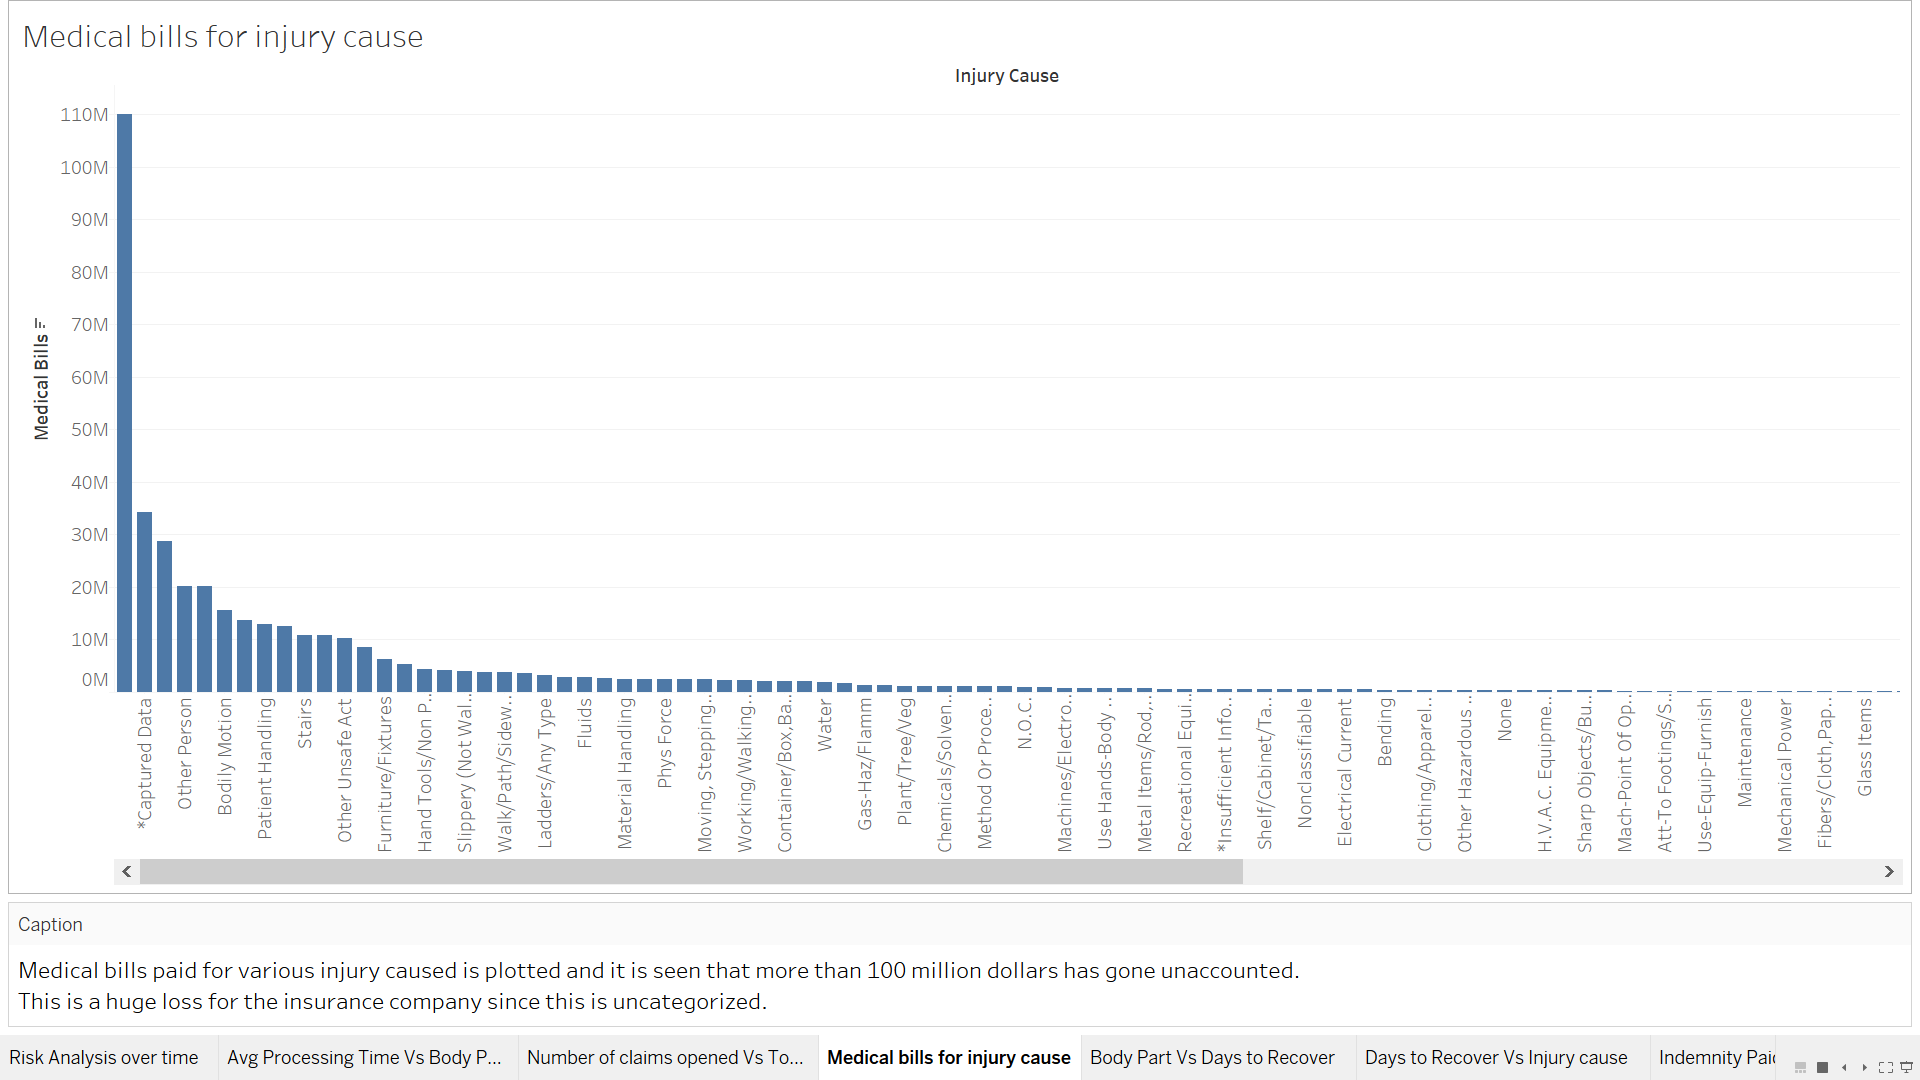 Medical bills for injury cause
Injury Cause
Medical Bills
110M
100M
90M
80M
70M
60M
50M
40M
30M
20M
10M
0M
*Captured Data
Other Person
Bodily Motion
Patient Handling
Stairs
Other Unsafe Act
Furniture/Fixtures
Hand Tools/Non P..
Slippery (Not Wal..
Walk/Path/Sidew..
Ladders/Any Type
Fluids
Material Handling
Phys Force
Moving, Stepping..
Working/Walking..
Container/Box,Ba..
Water
Gas-Haz/Flamm
Plant/Tree/Veg
Chemicals/Solven..
Method Or Proce..
N.O.C.
Machines/Electro..
Use Hands-Body ..
Metal Items/Rod,..
Recreational Equi..
*Insufficient Info..
Shelf/Cabinet/Ta..
Nonclassifiable
Electrical Current
Bending
Clothing/Apparel..
Other Hazardous ..
None
H.V.A.C. Equipme..
Sharp Objects/Bu..
Mach-Point Of Op..
Att-To Footings/S..
Use-Equip-Furnish
Maintenance
Mechanical Power
Fibers/Cloth,Pap..
Glass Items
Caption
Medical bills paid for various injury caused is plotted and it is seen that more than 100 million dollars has gone unaccounted.
This is a huge loss for the insurance company since this is uncategorized.
Risk Analysis over time
Avg Processing Time Vs Body P...
Number of claims opened Vs To...
Medical bills for injury cause
Body Part Vs Days to Recover
Days to Recover Vs Injury cause
Indemnity Paid